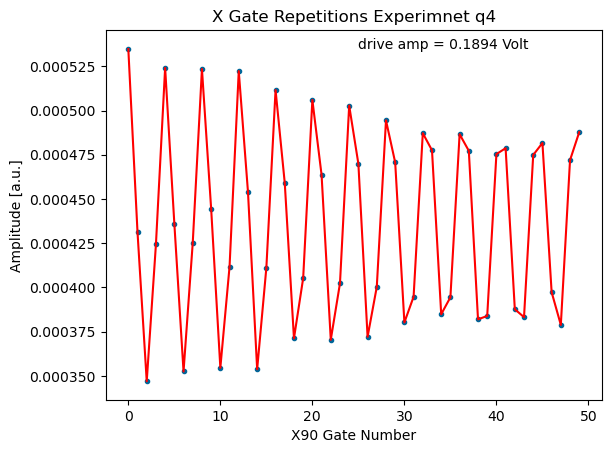 X Gate Repetitions Experimnet q4
drive amp = 0.1894 Volt
Amplitude [a.u.]
0.000525
0.000500
0.000475
0.000450
0.000425
0.000400
0.000375
0.000350
0 10 20 30 40 50
X90 Gate Number